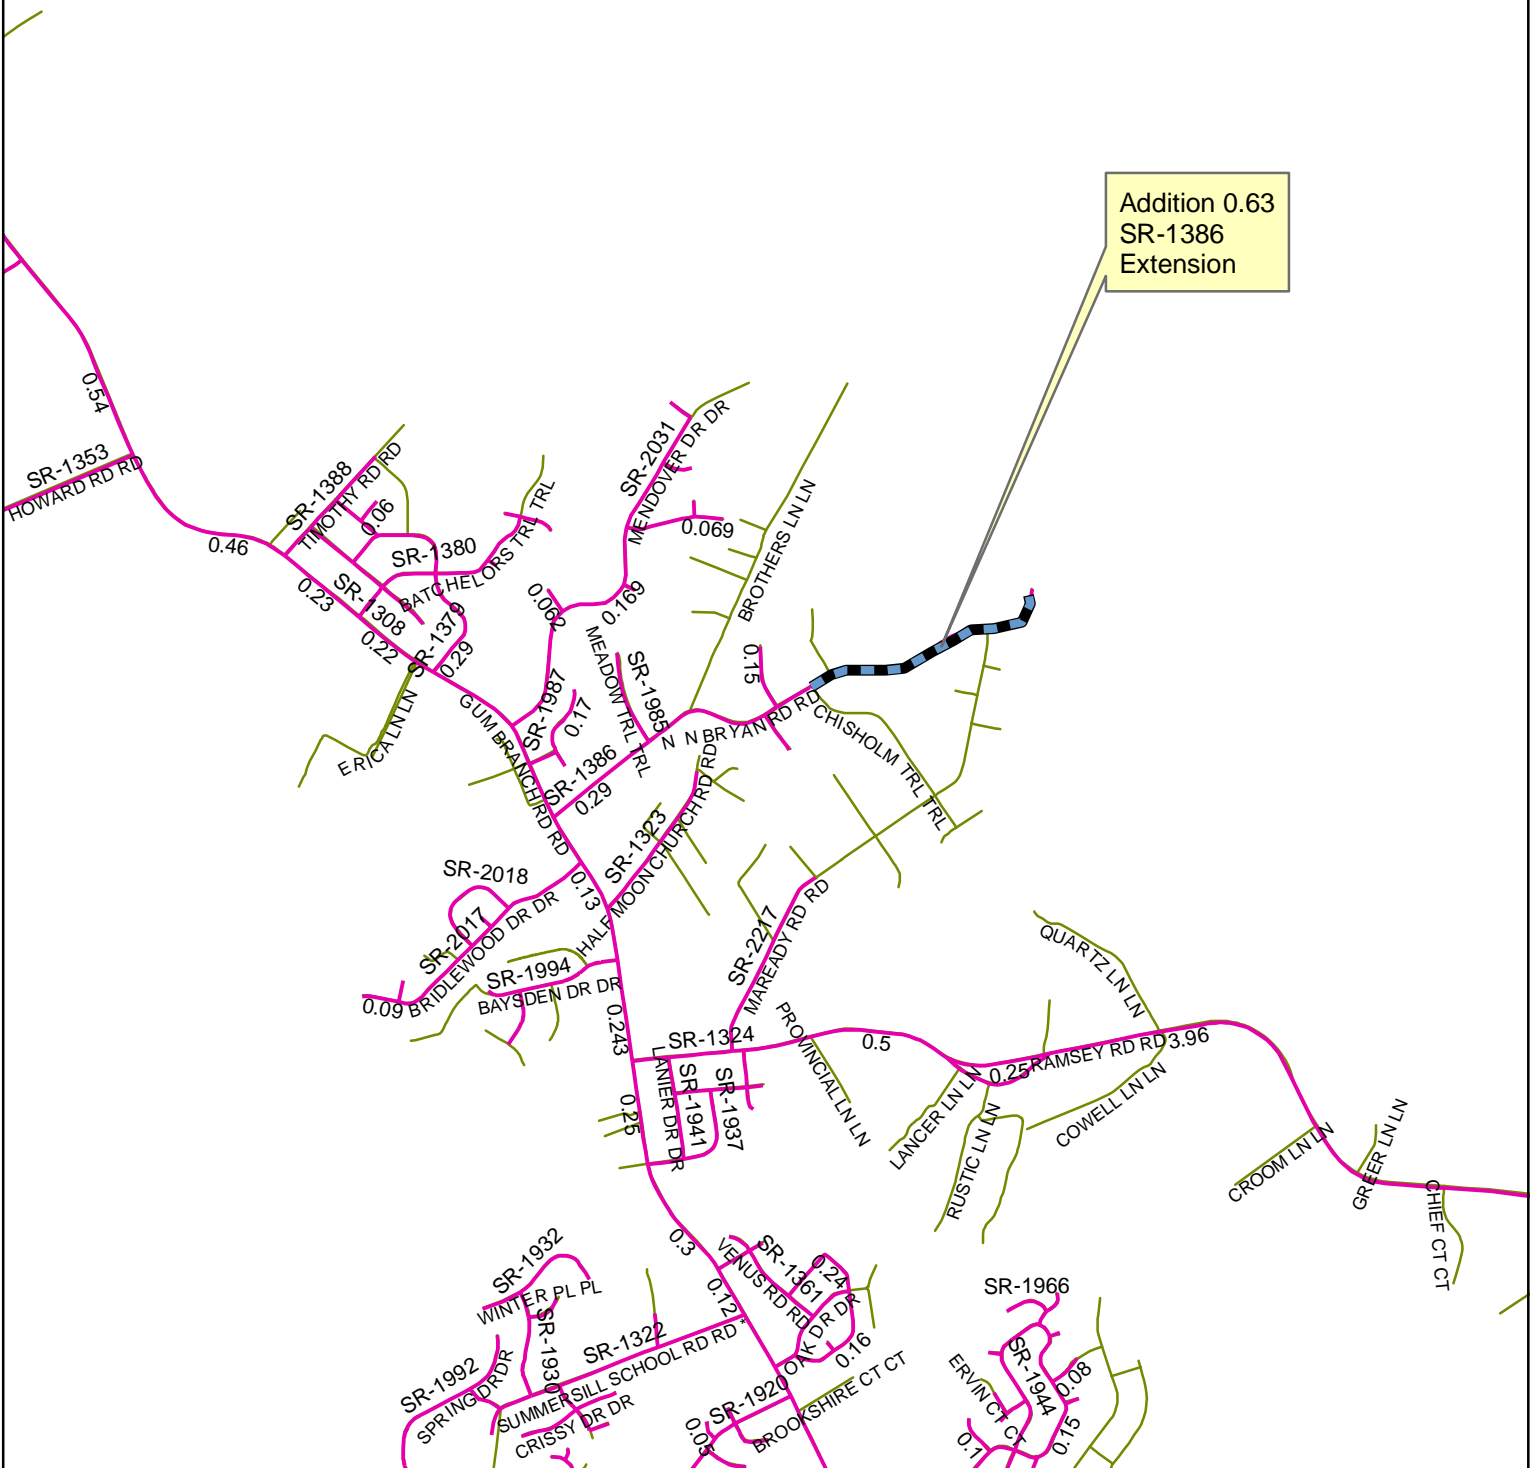 Addition 0.63
SR-1386
Extension
0.54
SR-1353
HOWARD RD RD
0.46
SR-1388
TIMOTHY RD RD
0.06
SR-1380
BATCHELORS TRL TRL
0.23
SR-1308
0.22
SR-1379
0.29
ERICA LN LN
SR-2031
MENDOVER DR DR
0.069
0.062
0.169
BROTHERS LN LN
MEADOW TRL TRL
SR-1985
0.15
SR-1987
0.17
GUM BRANCH RD RD
SR-1386
0.29
N N BRYAN RD RD
CHISHOLM TRL TRL
SR-1323
HALF MOON CHURCH RD RD
SR-2018
0.13
SR-2017
BRIDLEWOOD DR DR
0.09
SR-1994
BAYSDEN DR DR
SR-2217
MAREADY RD RD
QUARTZ LN LN
0.243
SR-1324
PROVINCIAL LN LN
0.5
0.25
RAMSEY RD RD
3.96
LANIER DR DR
SR-1941
SR-1937
0.25
LANCER LN LN
RUSTIC LN LN
COWELL LN LN
CROOM LN LN
GREER LN LN
CHIEF CT CT
0.3
SR-1932
WINTER PL PL
SR-1930
VENUS RD RD
SR-1361
0.24
0.12
OAK DR DR
0.16
SR-1322
SUMMERSILL SCHOOL RD RD *
SR-1992
SPRING DR DR
CRISSY DR DR
SR-1920
0.05
BROOKSHIRE CT CT
SR-1966
SR-1944
ERVIN CT CT
0.08
0.15
0.1